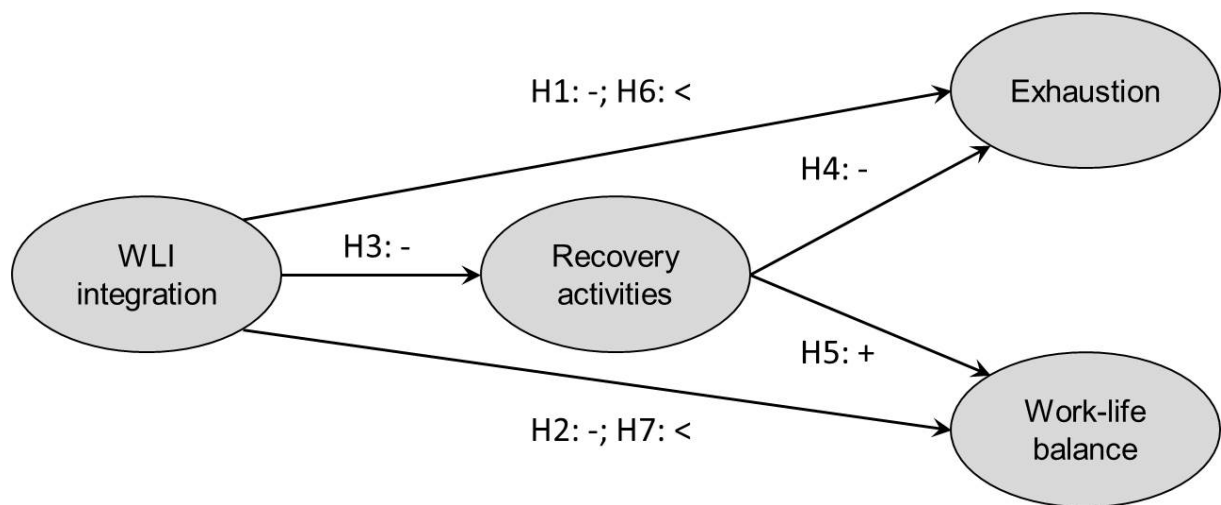 H1: -; H6: <
Exhaustion
H4: -
WLI
integration
H3: -
Recovery
activities
H5: +
H2: -; H7: <
Work-life
balance